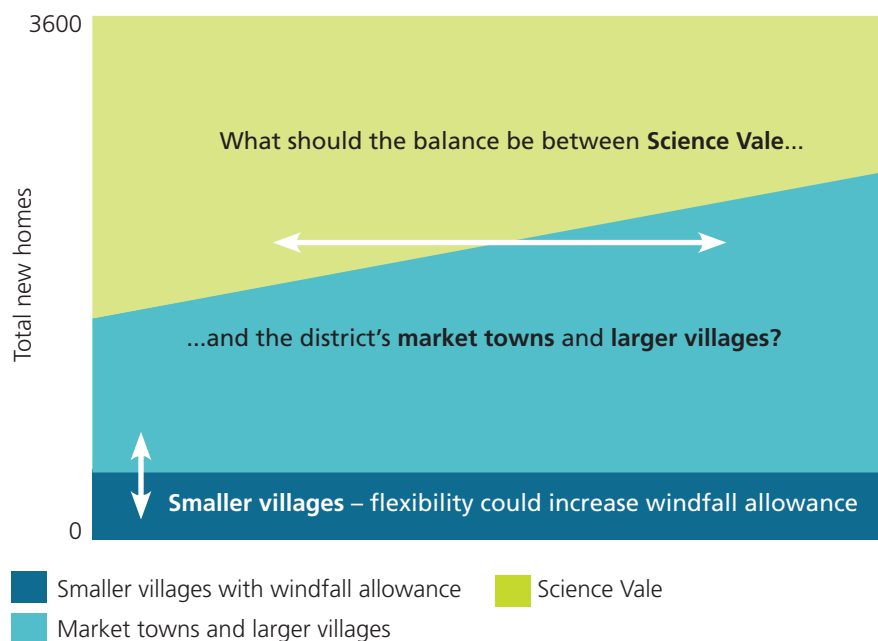 3600
What should the balance be between Science Vale...
Total new homes
...and the district’s market towns and larger villages?
Smaller villages – flexibility could increase windfall allowance
0
Smaller villages with windfall allowance
Science Vale
Market towns and larger villages